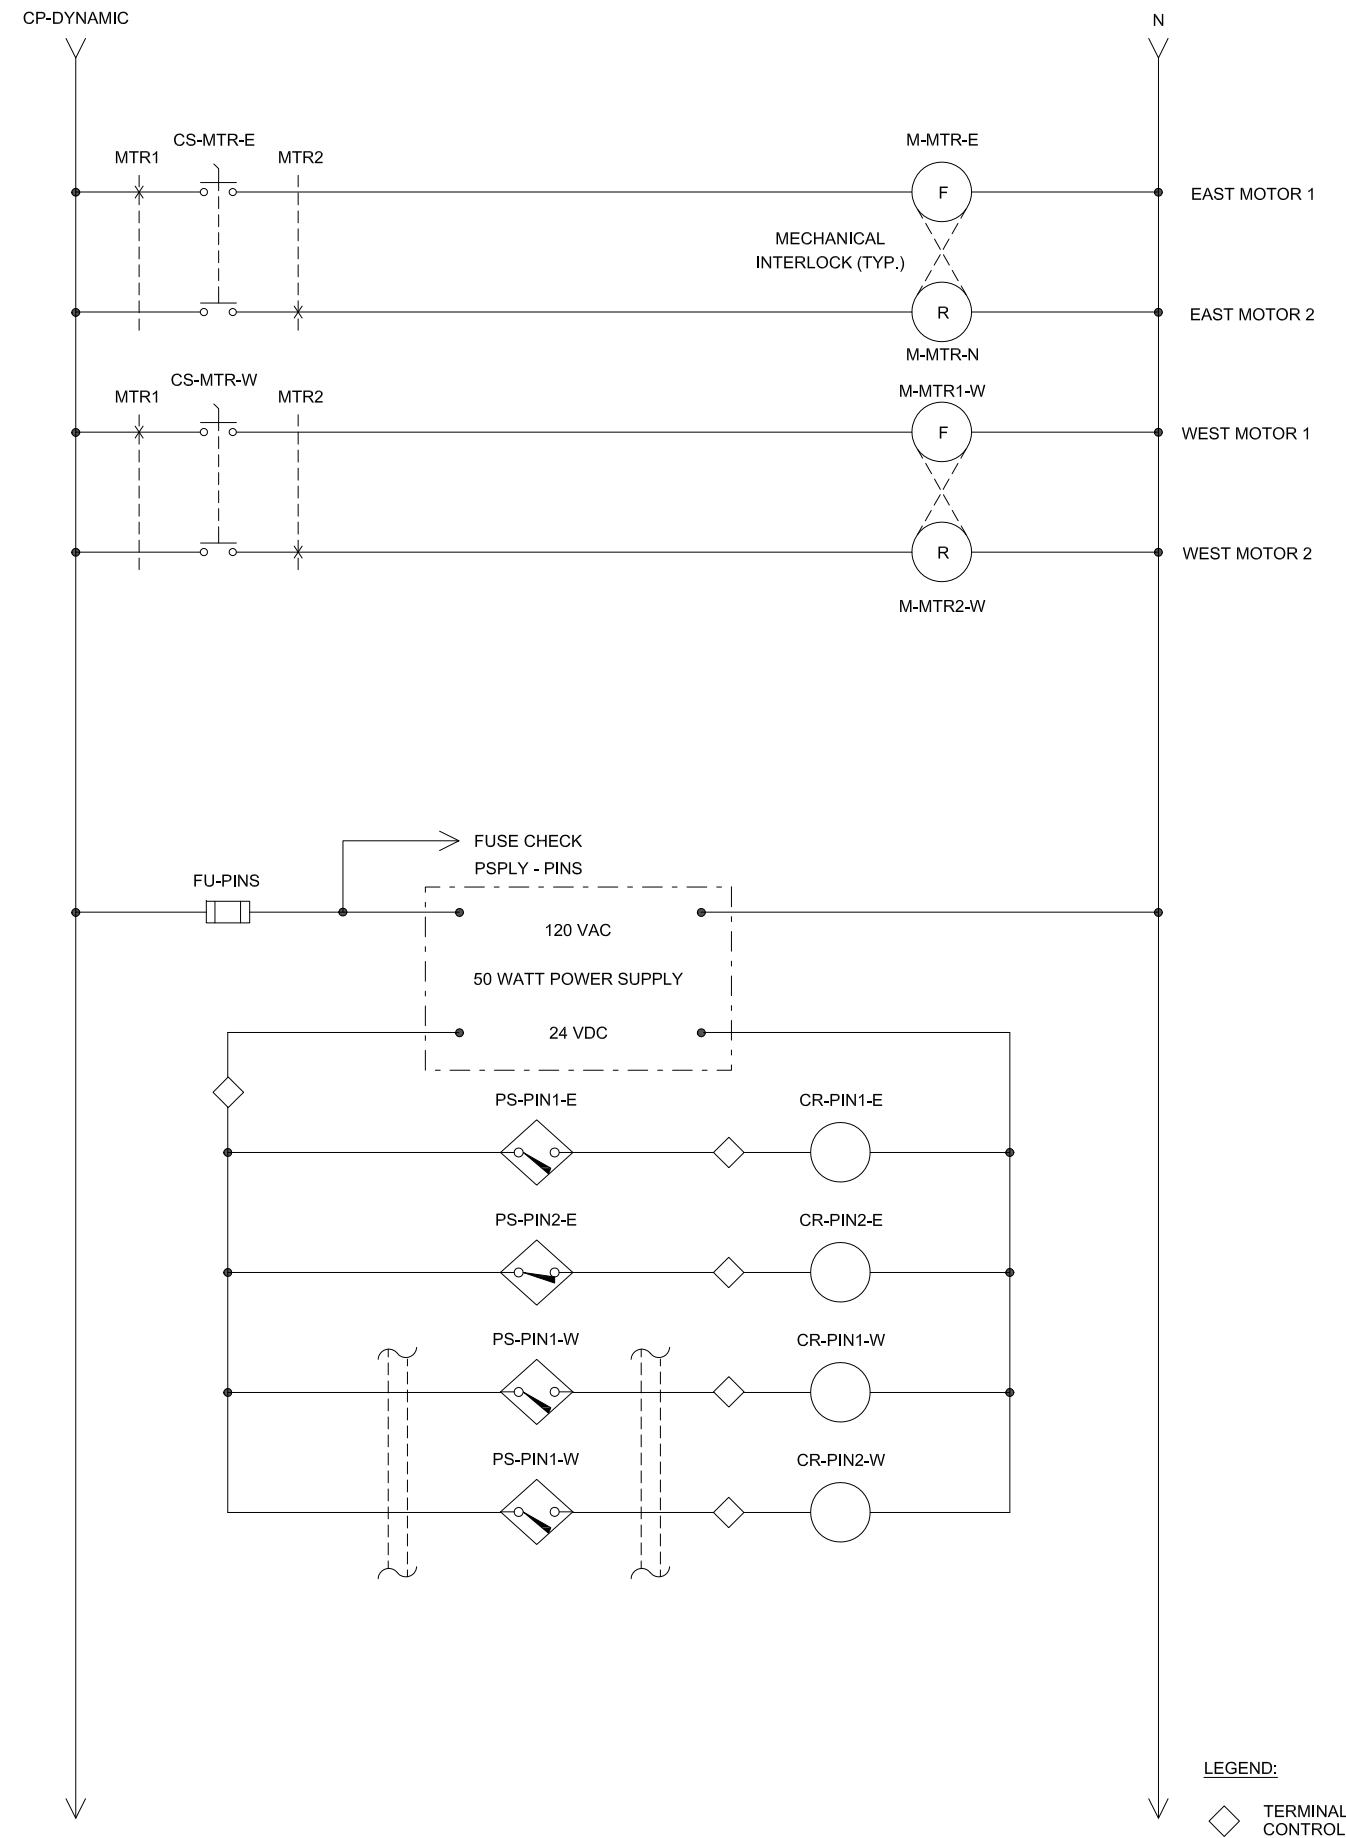 CP-DYNAMIC
N
CS-MTR-E
MTR1
MTR2
M-MTR-E
F
EAST MOTOR 1
MECHANICAL
INTERLOCK (TYP.)
R
EAST MOTOR 2
M-MTR-N
CS-MTR-W
MTR1
MTR2
M-MTR1-W
F
WEST MOTOR 1
R
WEST MOTOR 2
M-MTR2-W
FUSE CHECK
PSPLY - PINS
FU-PINS
120 VAC
50 WATT POWER SUPPLY
24 VDC
PS-PIN1-E
CR-PIN1-E
PS-PIN2-E
CR-PIN2-E
PS-PIN1-W
CR-PIN1-W
PS-PIN1-W
CR-PIN2-W
LEGEND:
TERMINAL
CONTROL